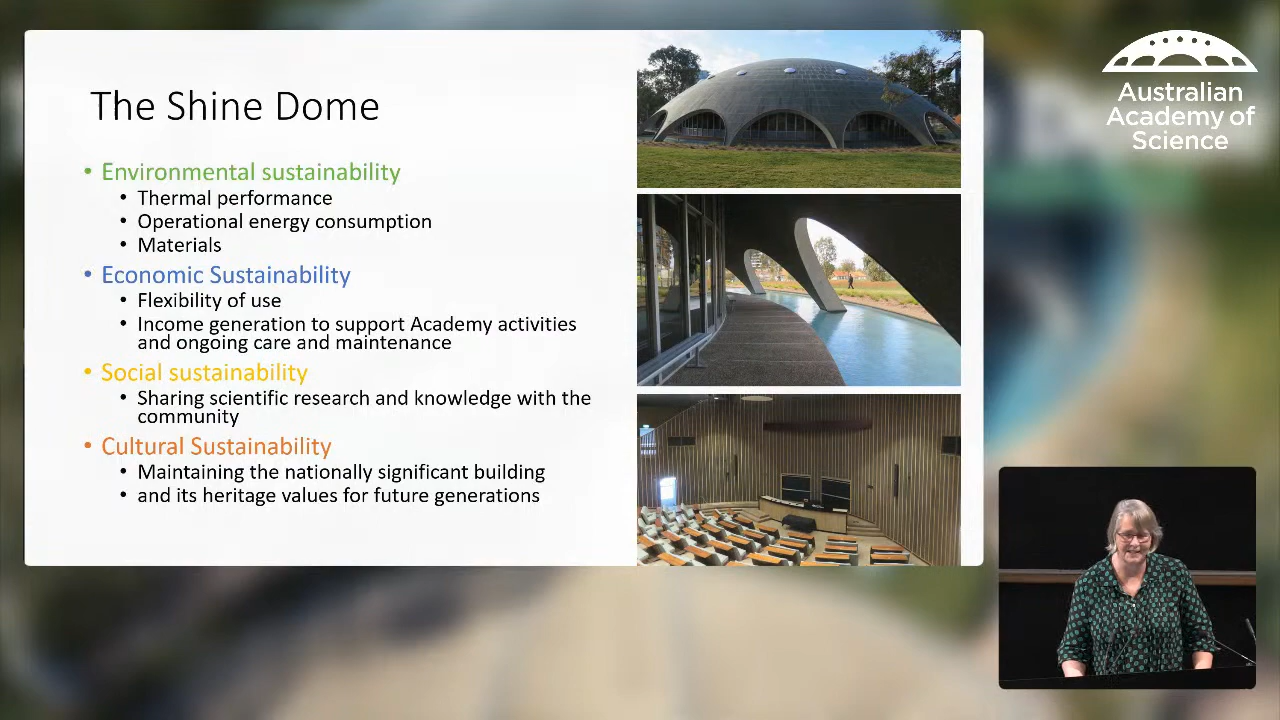 The Shine Dome
• Environmental sustainability
• Thermal performance
• Operational energy consumption
• Materials
• Economic Sustainability
• Flexibility of use
• Income generation to support Academy activities
and ongoing care and maintenance
• Social sustainability
• Sharing scientific research and knowledge with the
community
• Cultural Sustainability
• Maintaining the nationally significant building
• and its heritage values for future generations
Australian
Academy of
Science